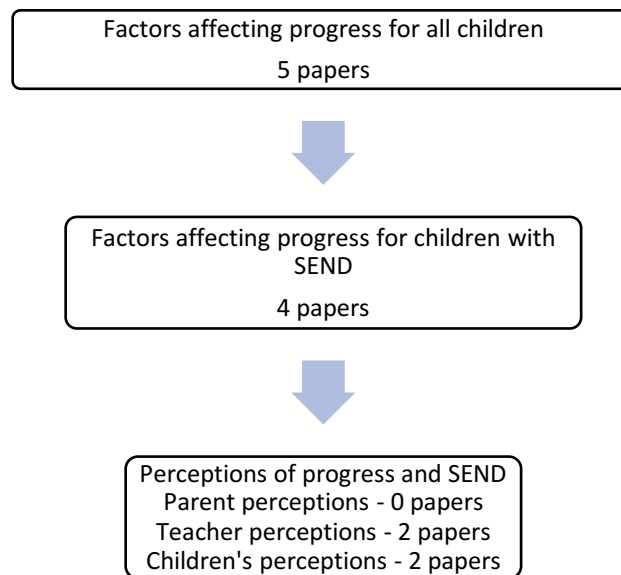 Factors affecting progress for all children
5 papers
Factors affecting progress for children with
SEND
4 papers
Perceptions of progress and SEND
Parent perceptions - 0 papers
Teacher perceptions - 2 papers
Children's perceptions - 2 papers